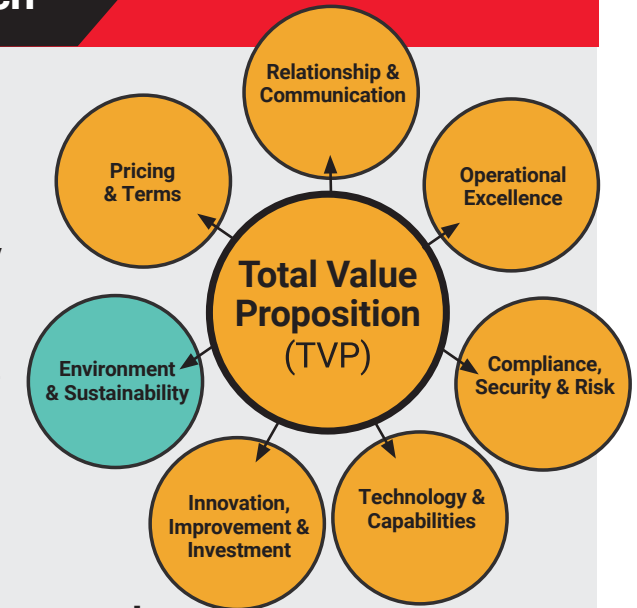 Relationship &
Communication
Pricing
& Terms
Operational
Excellence
Total Value
Proposition
(TVP)
Environment
& Sustainability
Compliance,
Security & Risk
Innovation,
Improvement &
Investment
Technology &
Capabilities